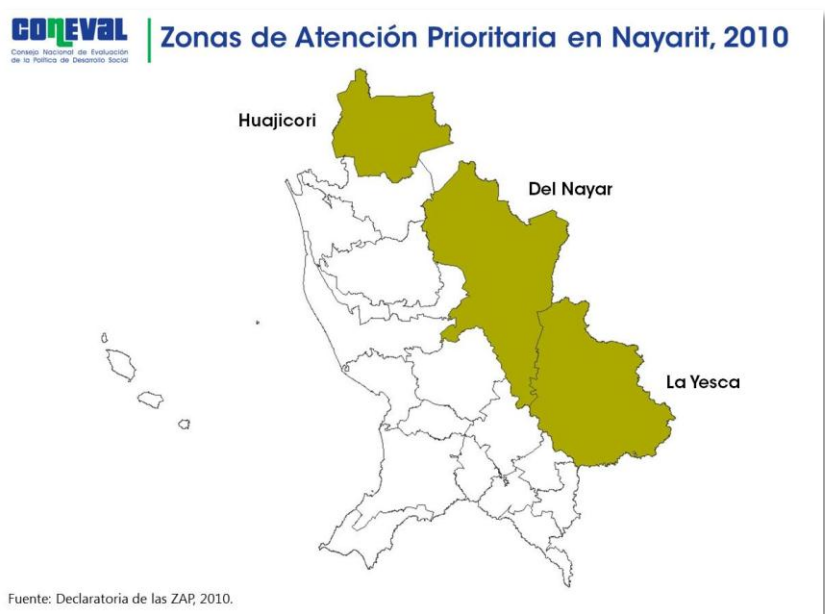 CONEVAL
Consejo Nacional de Evaluación
de la Política de Desarrollo Social
Zonas de Atención Prioritaria en Nayarit, 2010
Huajicori
Del Nayar
La Yesca
Fuente: Declaratoria de las ZAP, 2010.